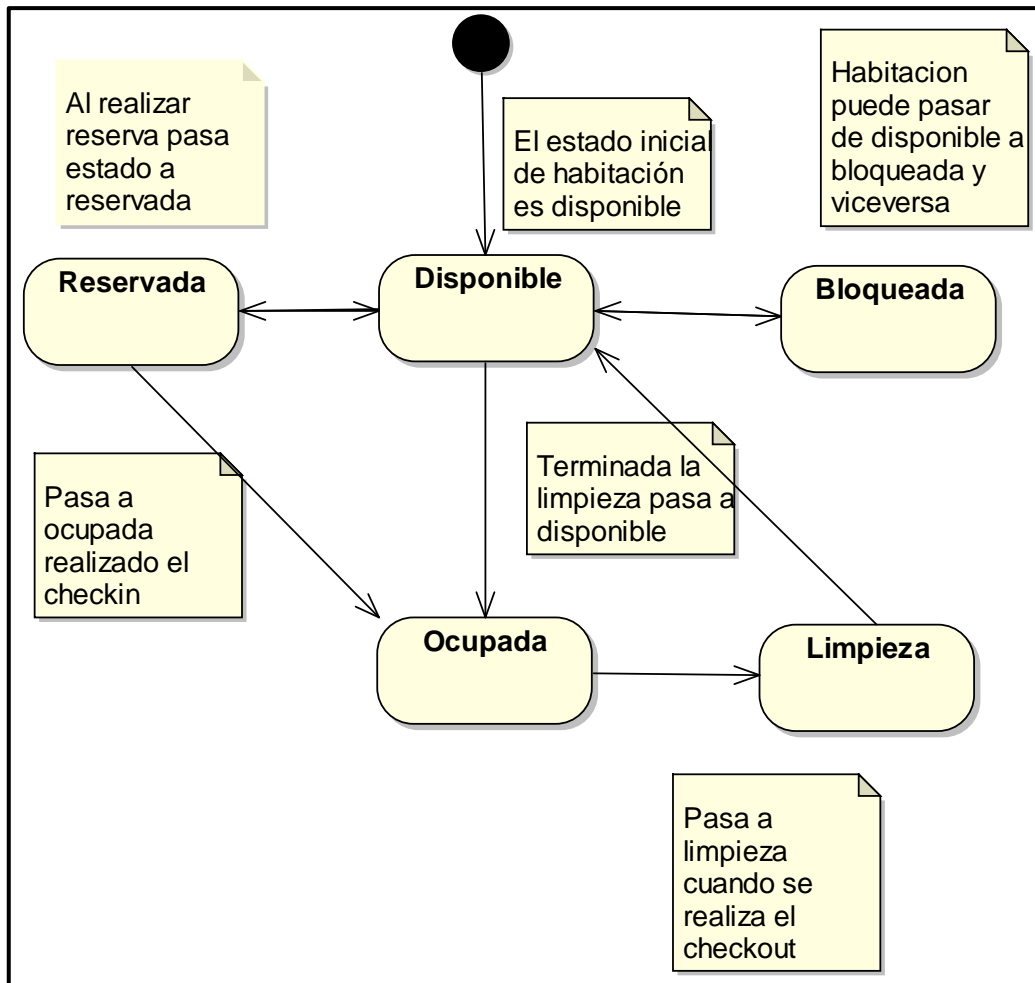 Al realizar
reserva pasa
estado a
reservada
El estado inicial
de habitación
es disponible
Habitacion
puede pasar
de disponible a
bloqueada y
viceversa
Reservada
Disponible
Bloqueada
Pasa a
ocupada
realizado el
checkin
Terminada la
limpieza pasa a
disponible
Ocupada
Limpieza
Pasa a
limpieza
cuando se
realiza el
checkout